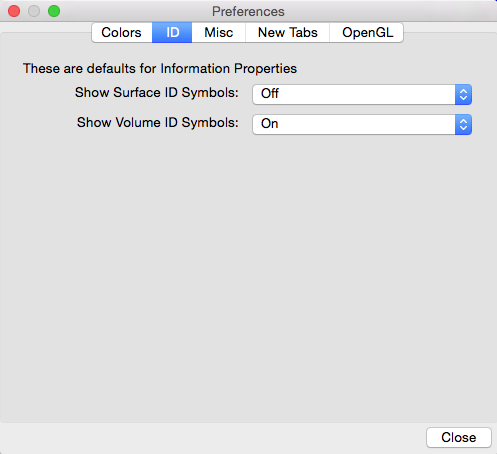 Preferences
Colors ID Misc New Tabs OpenGL
These are defaults for Information Properties
Show Surface ID Symbols: Off
Show Volume ID Symbols: On
Close